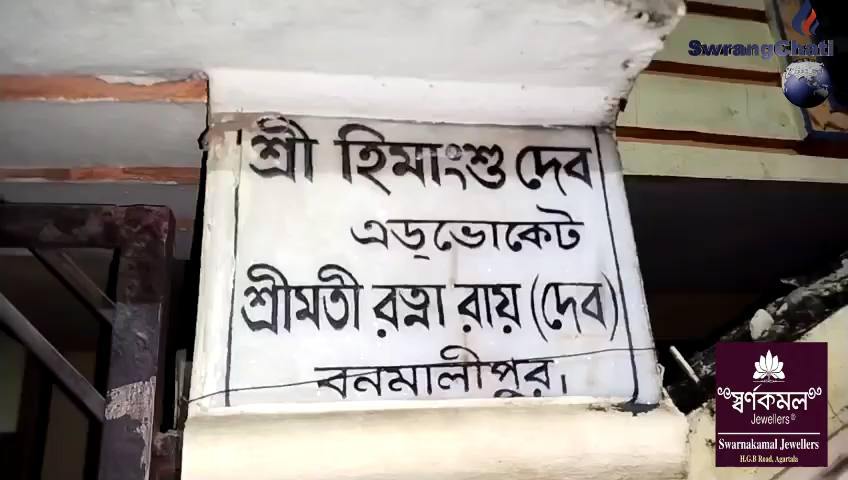 SwrangChati
শ্রী হিমাংশু দেব
এড্ভোকেট
শ্রীমতী রত্না রায় (দেব)
বনমালীপুর।
স্বর্ণকমল
Jewellers
Swarnakamal Jewellers
H.G.B Road, Agartala